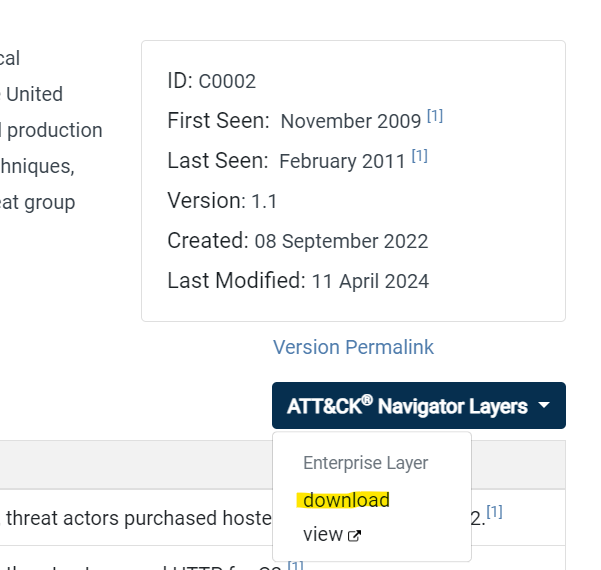 cal
United
production
hniques,
eat group
ID: C0002
First Seen: November 2009 [1]
Last Seen: February 2011 [1]
Version: 1.1
Created: 08 September 2022
Last Modified: 11 April 2024
Version Permalink
ATT&CK® Navigator Layers
Enterprise Layer
download
view
threat actors purchased hoste
2.[1]
[1]